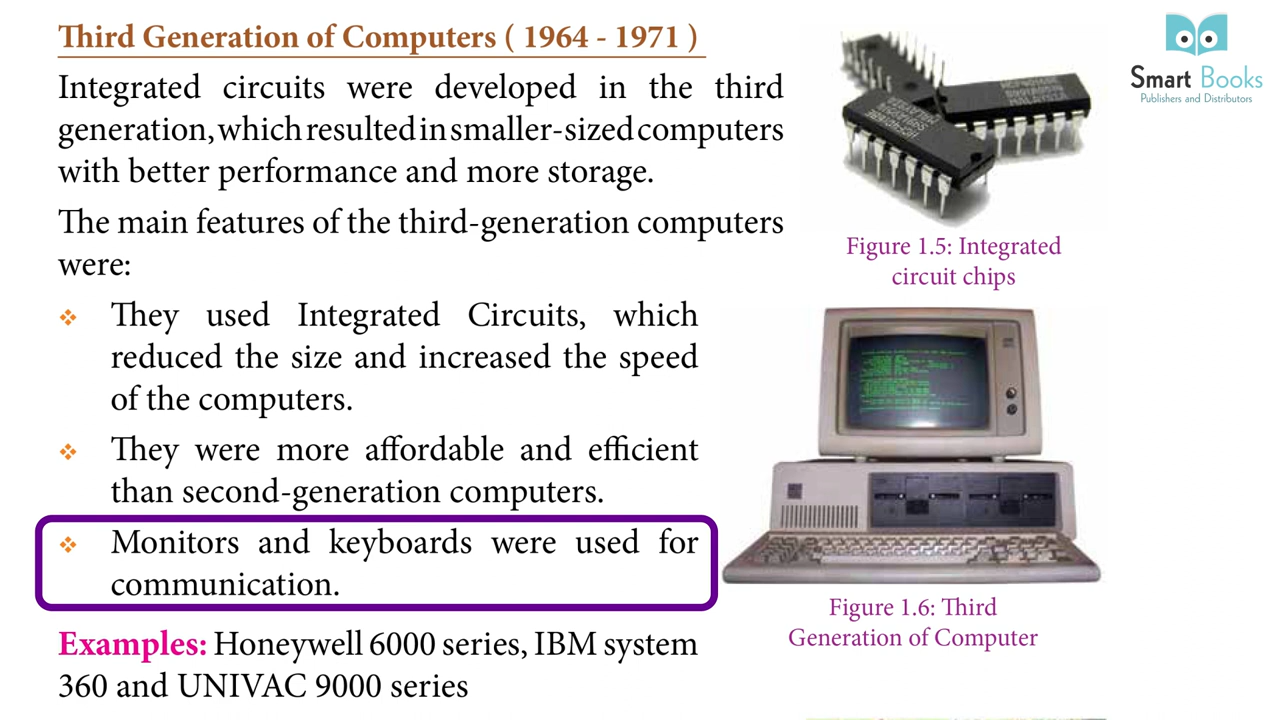 Third Generation of Computers ( 1964 - 1971 )
Integrated circuits were developed in the third
generation, which resulted in smaller-sized computers
with better performance and more storage.
The main features of the third-generation computers
were:
❖ They used Integrated Circuits, which
reduced the size and increased the speed
of the computers.
❖ They were more affordable and efficient
than second-generation computers.
❖ Monitors and keyboards were used for
communication.
Examples: Honeywell 6000 series, IBM system
360 and UNIVAC 9000 series
Smart Books
Publishers and Distributors
Figure 1.5: Integrated
circuit chips
Figure 1.6: Third
Generation of Computer